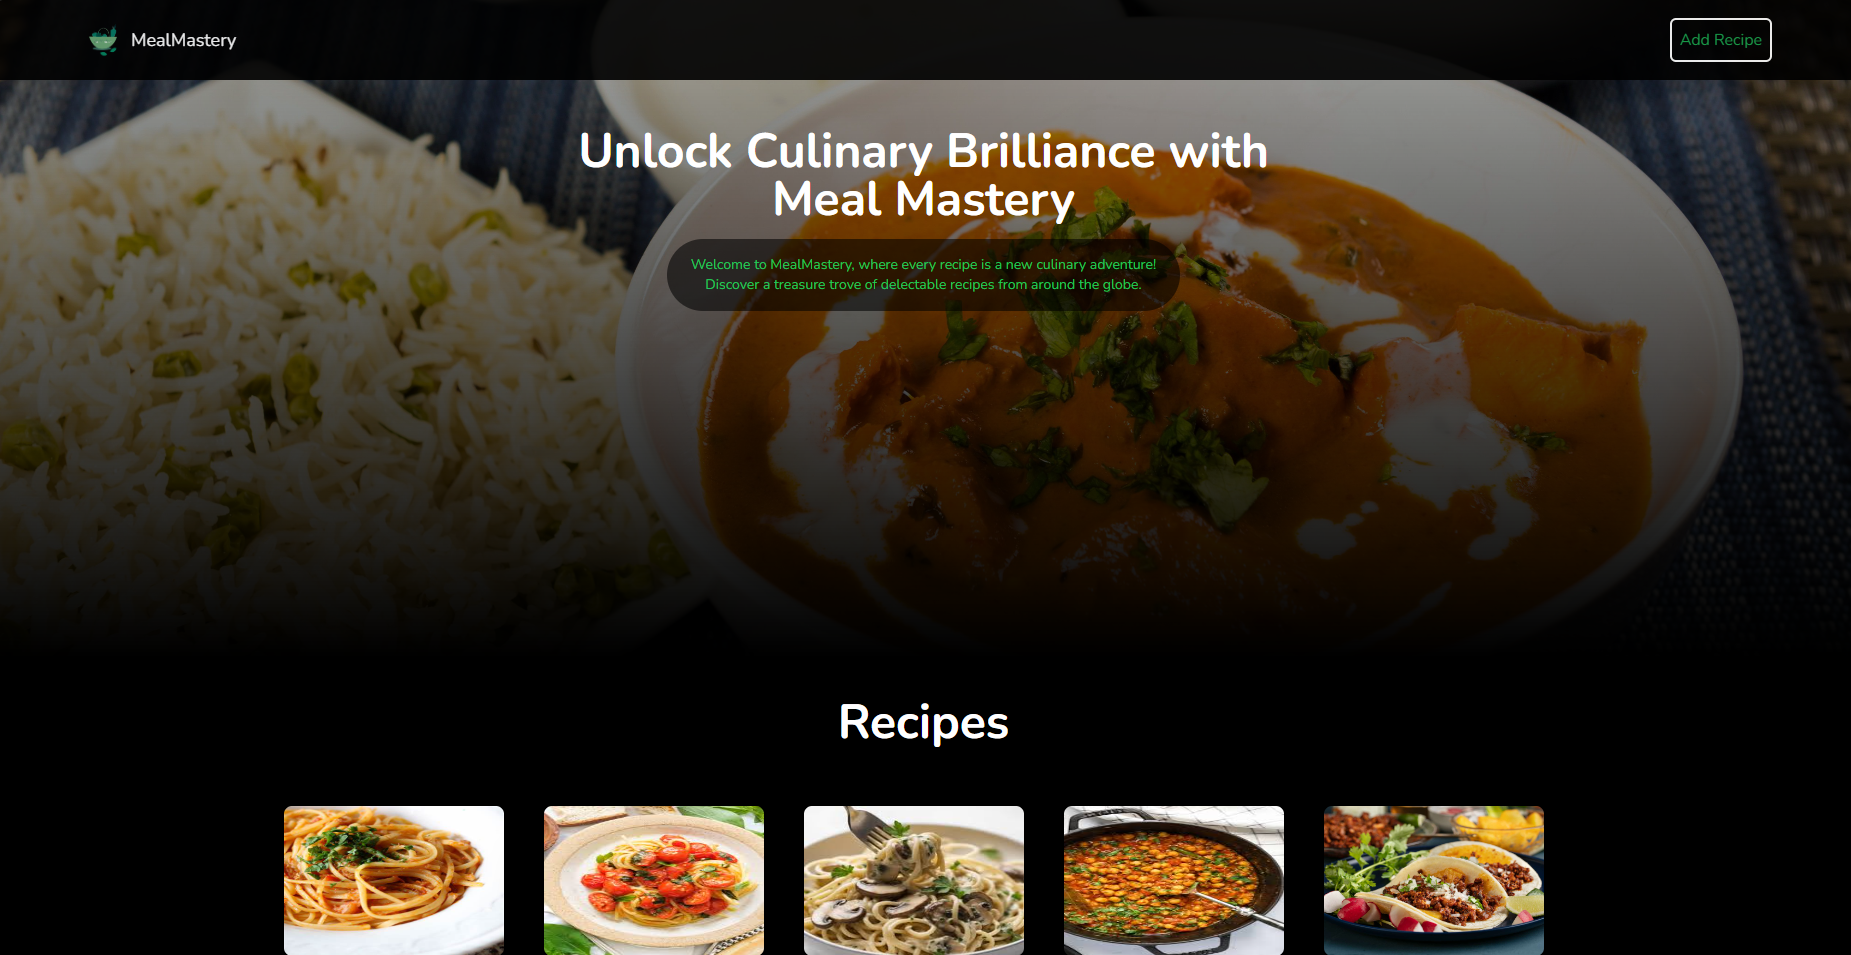 MealMastery
Add Recipe
Unlock Culinary Brilliance with
Meal Mastery
Welcome to MealMastery, where every recipe is a new culinary adventure!
Discover a treasure trove of delectable recipes from around the globe.
Recipes